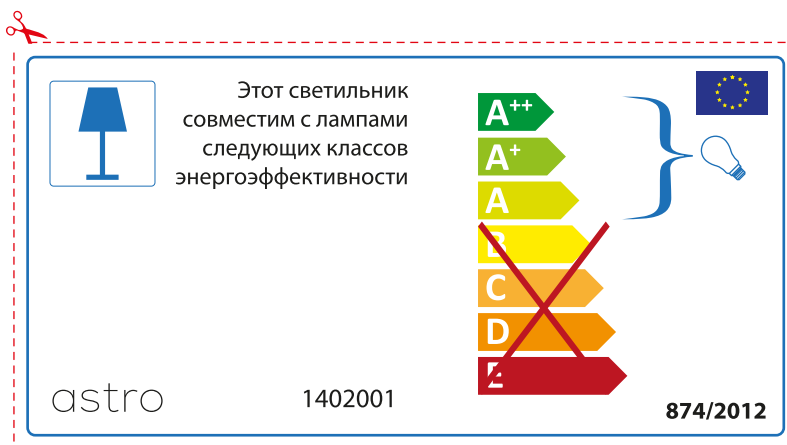 Этот светильник
совместим с лампами
следующих классов
энергоэффективности
A++
A+
A
B
C
D
E
astro
1402001
874/2012